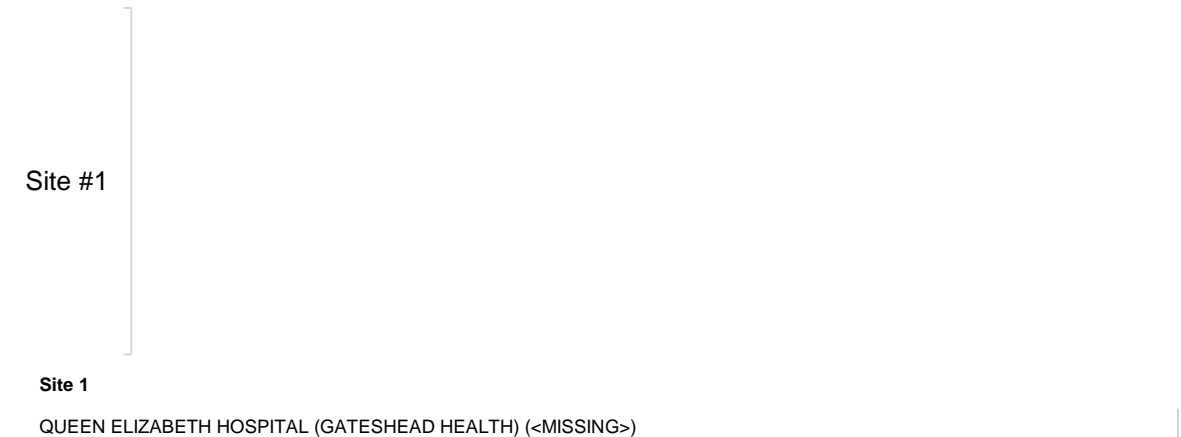 Site #1
Site 1
QUEEN ELIZABETH HOSPITAL (GATESHEAD HEALTH) (<MISSING>)